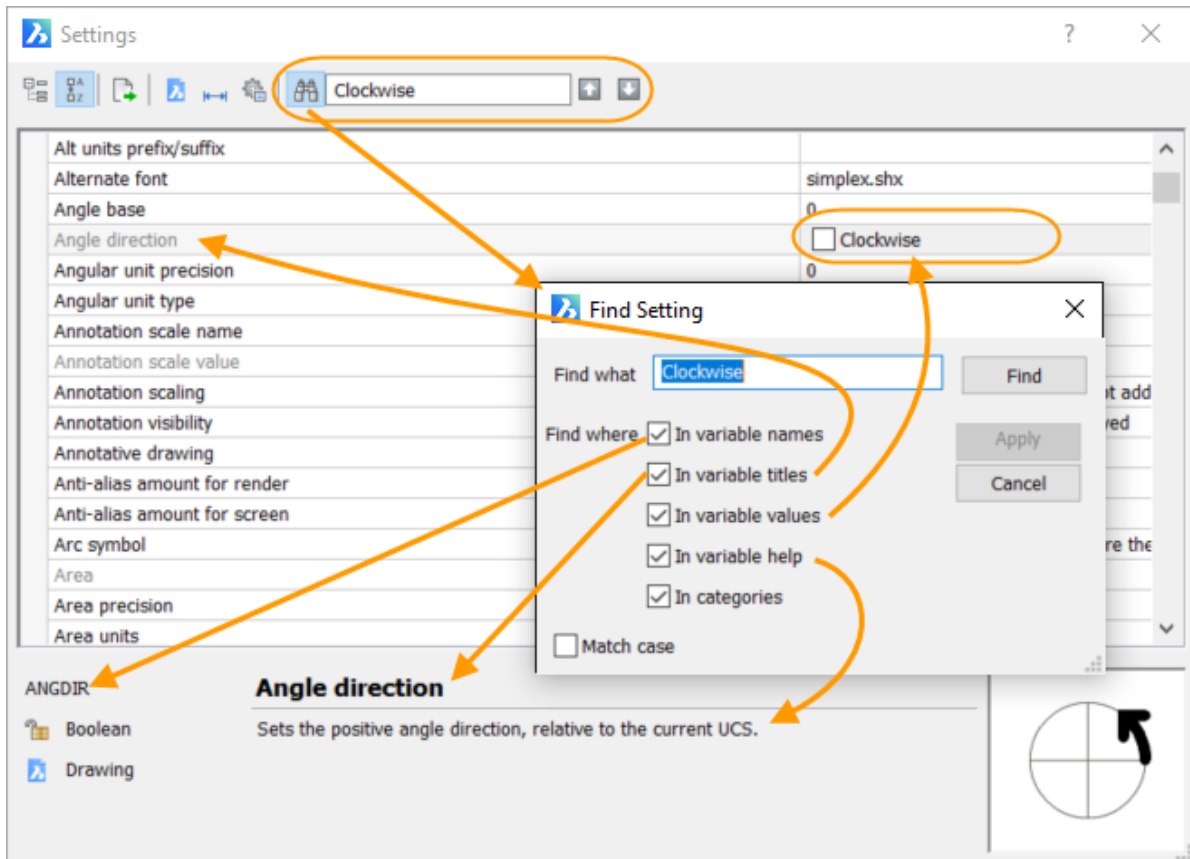 Settings
Clockwise
Alt units prefix/suffix
Alternate font simplex.shx
Angle base 0
Angle direction Clockwise
Angular unit precision 0
Angular unit type
Annotation scale name
Annotation scale value
Annotation scaling
Annotation visibility
Annotative drawing
Anti-alias amount for render
Anti-alias amount for screen
Arc symbol
Area
Area precision
Area units
Find Setting
Find what Clockwise Find
Find where In variable names Apply
In variable titles Cancel
In variable values
In variable help
In categories
Match case
add
re the
ANGDIR
Boolean
Drawing
Angle direction
Sets the positive angle direction, relative to the current UCS.